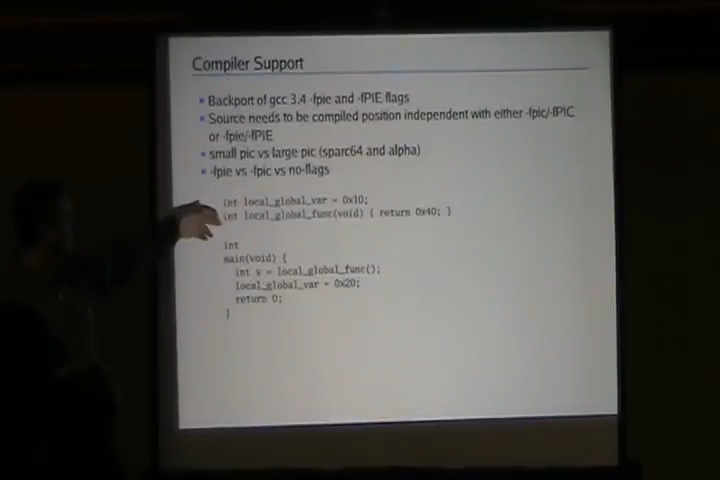 Compiler Support
Backport of gcc 3.4 -fpie and -fPIE flags
Source needs to be compiled position independent with either -fpic/-fPIC
or -fpie/-fPIE
small pic vs large pic (sparc64 and alpha)
-fpie vs -fpic vs no-flags
int local_global_var = 0x10;
int local_global_func(void) { return 0x40; }
int
main(void) {
int x = local_global_func();
local_global_var = 0x20;
return 0;
}